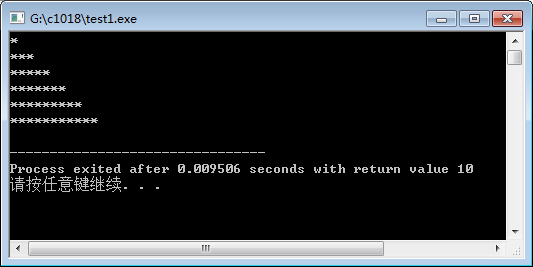 G:\c1018\test1.exe
*
***
*****
*******
*********
***********
--------------------------------
Process exited after 0.009506 seconds with return value 10
请按任意键继续. . .